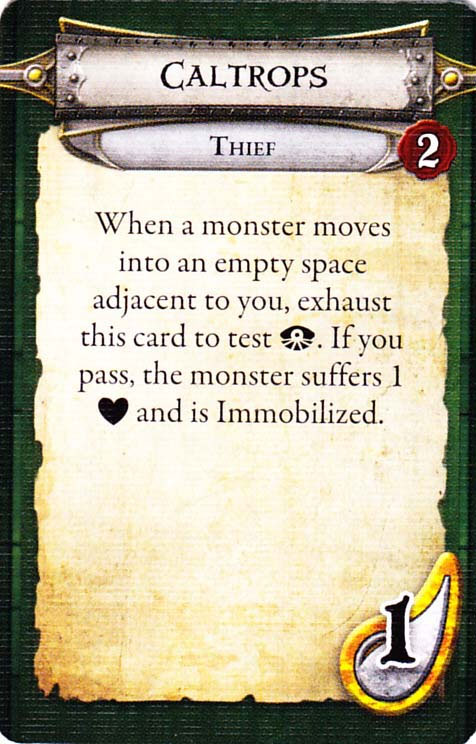 CALTROPS
THIEF
2
When a monster moves
into an empty space
adjacent to you, exhaust
this card to test . If you
pass, the monster suffers 1
♥ and is Immobilized.
1